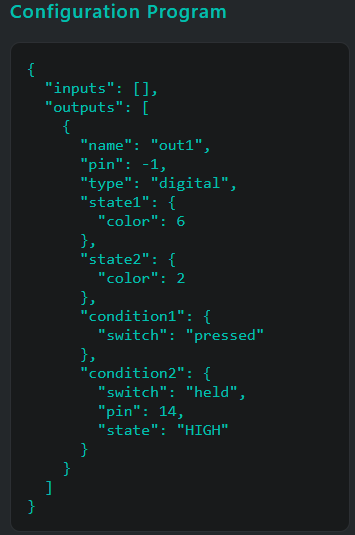 Configuration Program
{
  "inputs": [],
  "outputs": [
    {
      "name": "out1",
      "pin": -1,
      "type": "digital",
      "state1": {
        "color": 6
      },
      "state2": {
        "color": 2
      },
      "condition1": {
        "switch": "pressed"
      },
      "condition2": {
        "switch": "held",
        "pin": 14,
        "state": "HIGH"
      }
    }
  ]
}